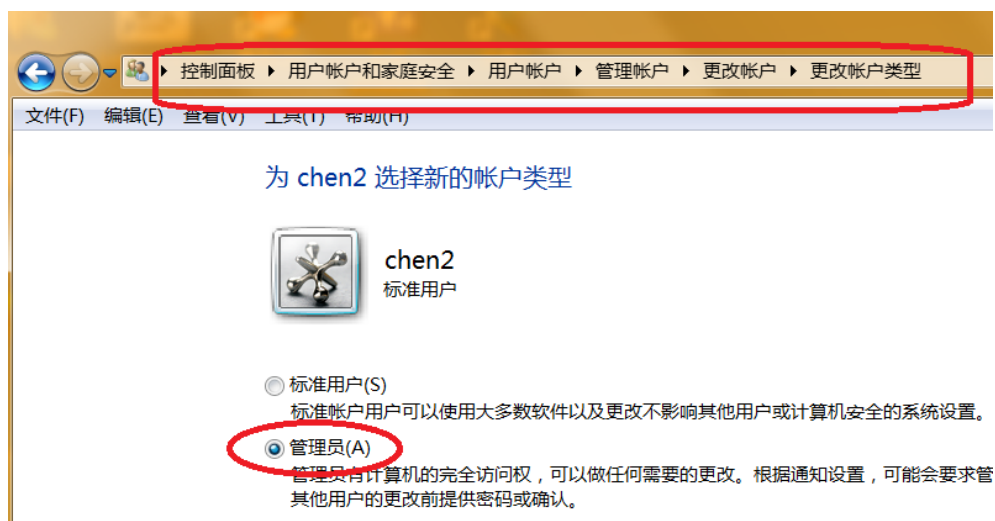 控制面板 ▸ 用户帐户和家庭安全 ▸ 用户帐户 ▸ 管理帐户 ▸ 更改帐户 ▸ 更改帐户类型
文件(F) 编辑(E) 查看(V) 工具(T) 帮助(H)
为 chen2 选择新的帐户类型
chen2
标准用户
标准用户(S)
标准帐户用户可以使用大多数软件以及更改不影响其他用户或计算机安全的系统设置。
管理员(A)
管理员有计算机的完全访问权，可以做任何需要的更改。根据通知设置，可能会要求管
其他用户的更改前提供密码或确认。